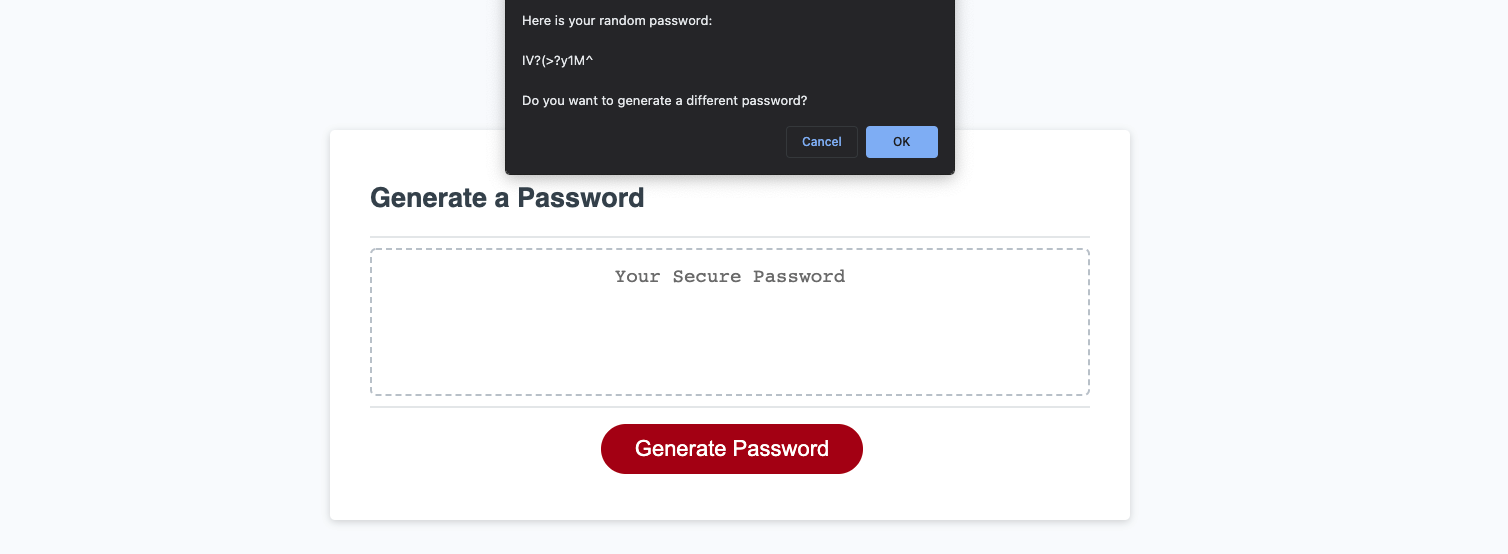 Here is your random password:
IV?(>?y1M^
Do you want to generate a different password?
Cancel
OK
Generate a Password
Your Secure Password
Generate Password